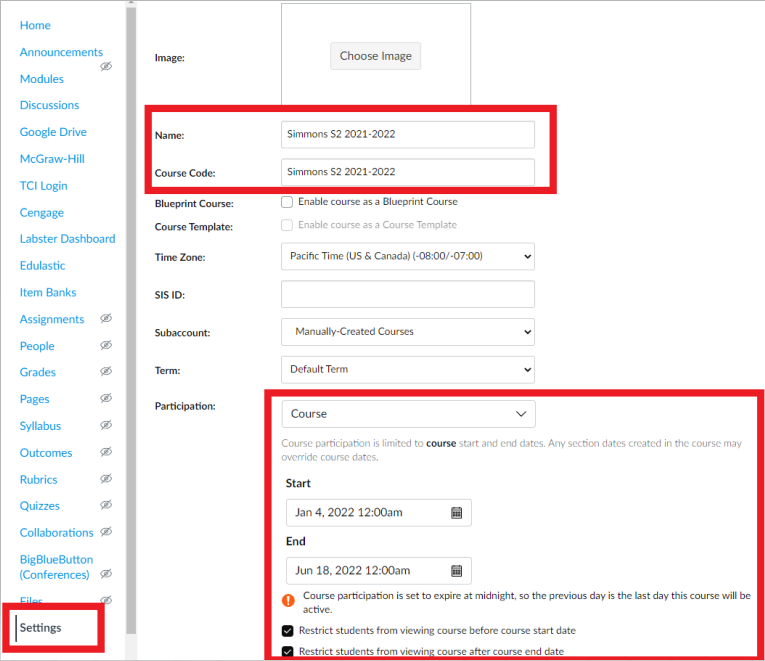 Home
Announcements
Modules
Discussions
Google Drive
McGraw-Hill
TCI Login
Cengage
Labster Dashboard
Edulastic
Item Banks
Assignments
People
Grades
Pages
Syllabus
Outcomes
Rubrics
Quizzes
Collaborations
BigBlueButton
(Conferences)
Files
Settings
Image:
Choose Image
Name:
Simmons S2 2021-2022
Course Code:
Simmons S2 2021-2022
Blueprint Course:
Enable course as a Blueprint Course
Course Template:
Enable course as a Course Template
Time Zone:
Pacific Time (US & Canada) (-08:00/-07:00)
SIS ID:
Subaccount:
Manually-Created Courses
Term:
Default Term
Participation:
Course
Course participation is limited to course start and end dates. Any section dates created in the course may
override course dates.
Start
Jan 4, 2022 12:00am
End
Jun 18, 2022 12:00am
Course participation is set to expire at midnight, so the previous day is the last day this course will be
active.
Restrict students from viewing course before course start date
Restrict students from viewing course after course end date